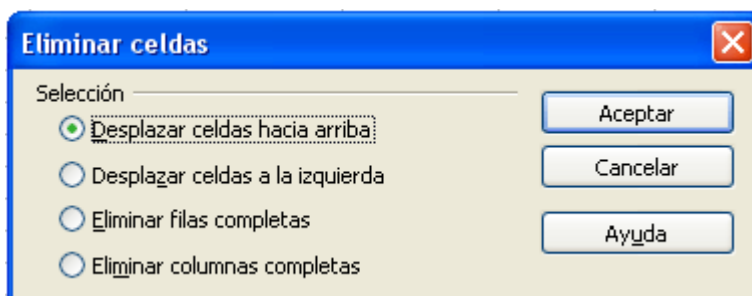 Eliminar celdas
Selección
Desplazar celdas hacia arriba
Desplazar celdas a la izquierda
Eliminar filas completas
Eliminar columnas completas
Aceptar
Cancelar
Ayuda